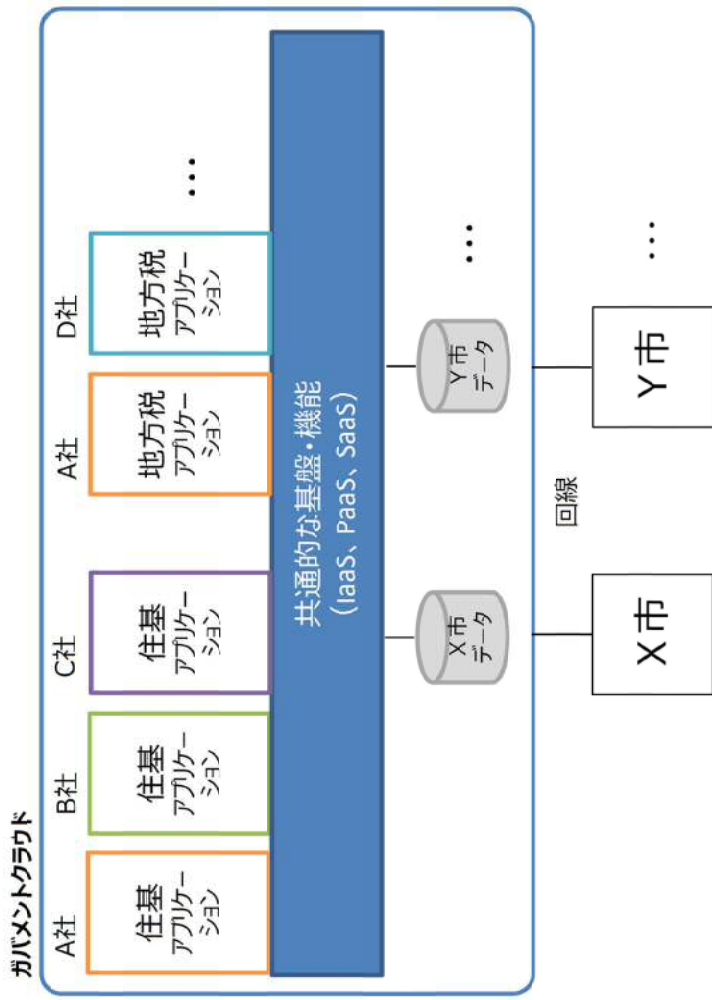 ガバメントクラウド
A社
B社
C社
A社
D社
住基
アプリケー
ション
住基
アプリケー
ション
住基
アプリケー
ション
地方税
アプリケー
ション
地方税
アプリケー
ション
…
共通的な基盤・機能
（IaaS、PaaS、SaaS）
X市
データ
Y市
データ
…
回線
X市
Y市
…